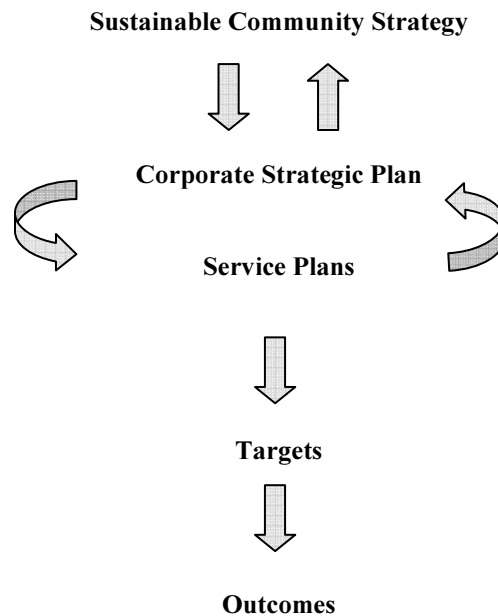 Sustainable Community Strategy
Corporate Strategic Plan
Service Plans
Targets
Outcomes